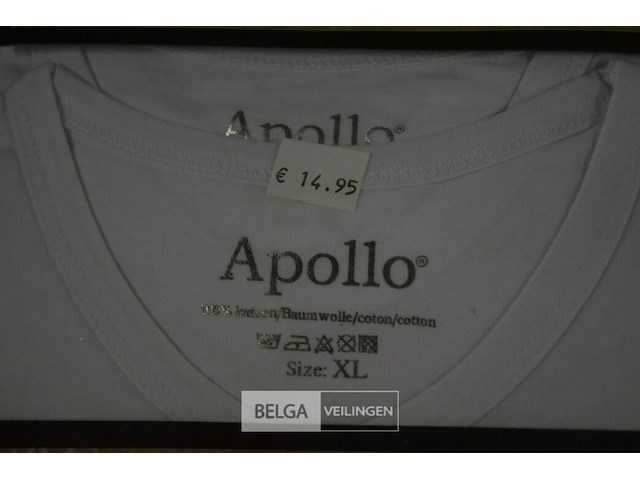 Apollo®
€ 14.95
Apollo®
100% katoen/Baumwolle/coton/cotton
Size: XL
BELGA VEILINGEN